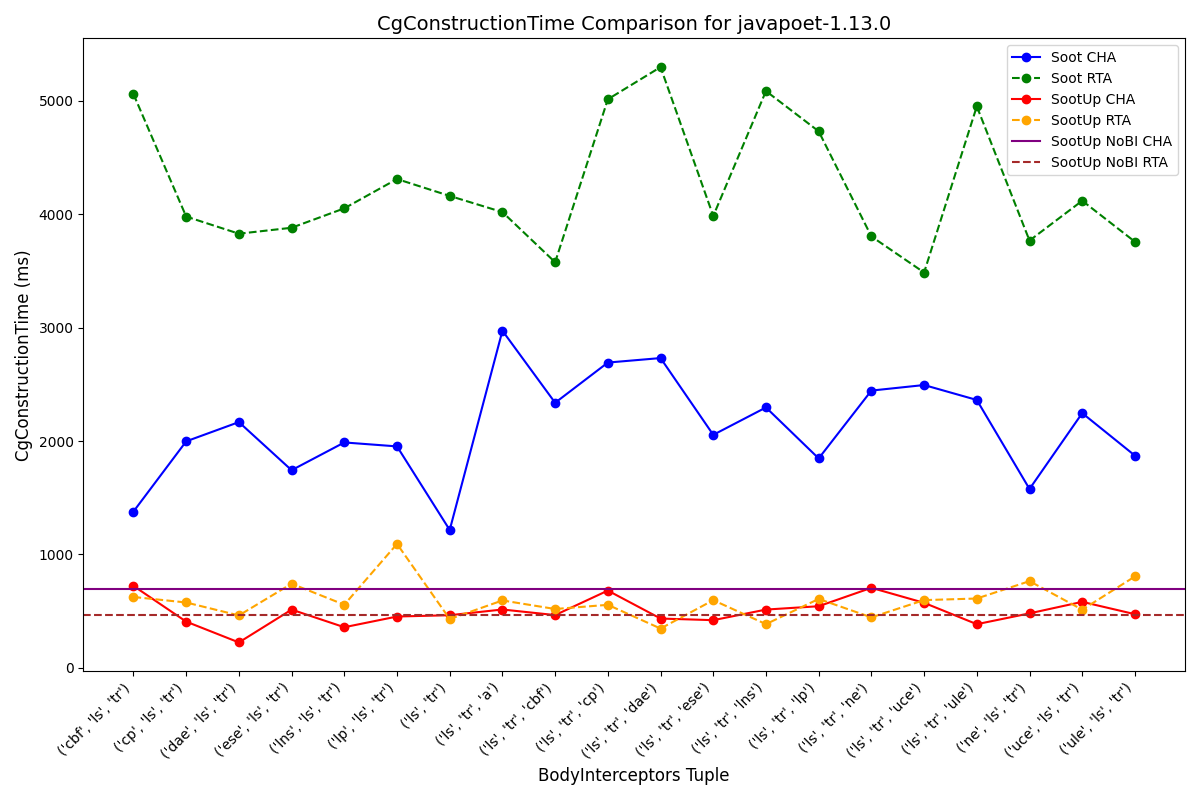 CgConstructionTime Comparison for javapoet-1.13.0
Soot CHA
Soot RTA
SootUp CHA
SootUp RTA
SootUp NoBI CHA
SootUp NoBI RTA
CgConstructionTime (ms)
5000
4000
3000
2000
1000
0
('cbf', 'ls', 'tr')
('cp', 'ls', 'tr')
('dae', 'ls', 'tr')
('ese', 'ls', 'tr')
('lns', 'ls', 'tr')
('lp', 'ls', 'tr')
('ls', 'tr')
('ls', 'tr', 'a')
('ls', 'tr', 'cbf')
('ls', 'tr', 'cp')
('ls', 'tr', 'dae')
('ls', 'tr', 'ese')
('ls', 'tr', 'lns')
('ls', 'tr', 'lp')
('ls', 'tr', 'ne')
('ls', 'tr', 'uce')
('ls', 'tr', 'ule')
('ne', 'ls', 'tr')
('uce', 'ls', 'tr')
('ule', 'ls', 'tr')
BodyInterceptors Tuple